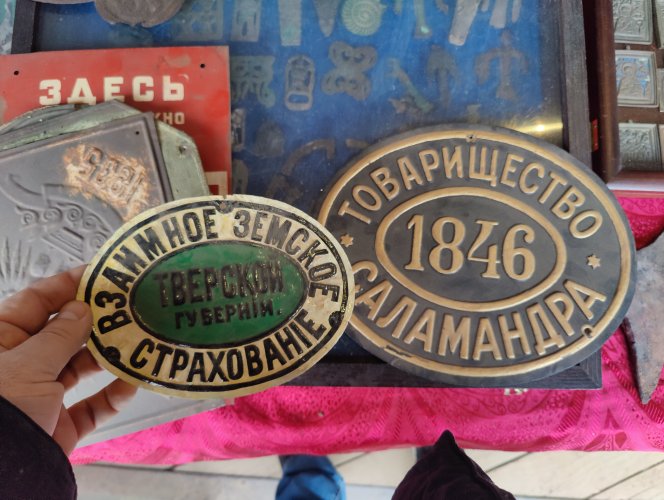 ЗДЕСЬ
ВЗАИМНОЕ ЗЕМСКОЕ
ТВЕРСКОЙ
ГУБЕРНІИ.
СТРАХОВАНІЕ
ТОВАРИЩЕСТВО
1846
САЛАМАНДРА